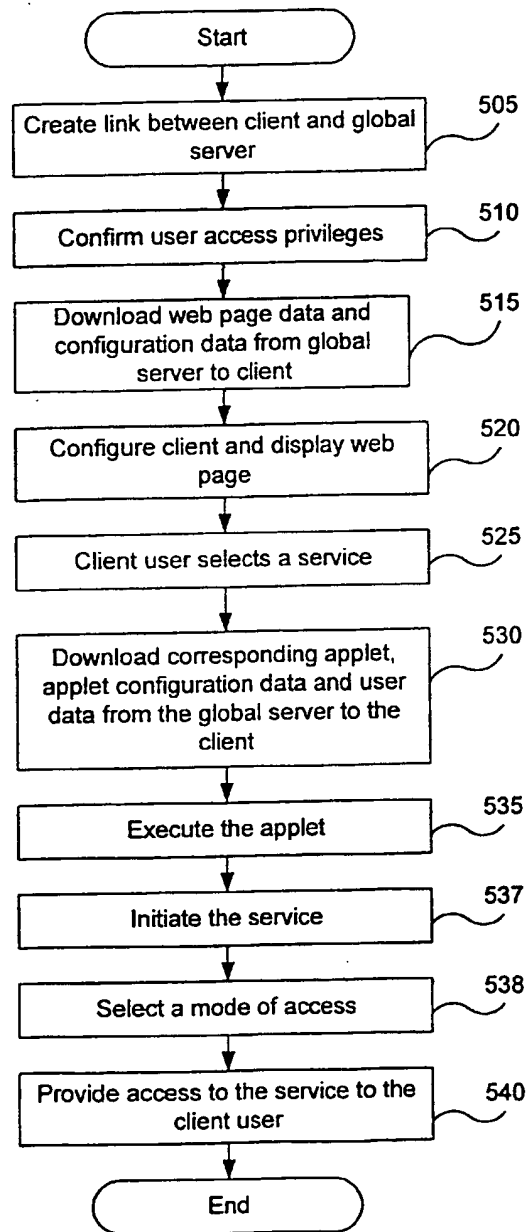 Start
Create link between client and global
server
505
Confirm user access privileges
510
Download web page data and
configuration data from global
server to client
515
Configure client and display web
page
520
Client user selects a service
525
Download corresponding applet,
applet configuration data and user
data from the global server to the
client
530
Execute the applet
535
Initiate the service
537
Select a mode of access
538
Provide access to the service to the
client user
540
End